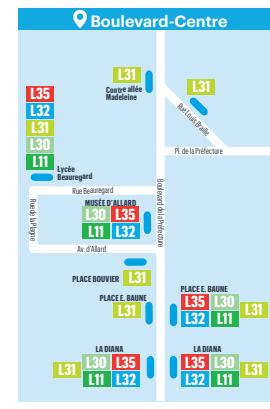 Boulevard-Centre
L31
Contre allée
Madeleine
L31
Rue Louis Braille
L35
L32
L31
L30
L11
Lycée
Beauregard
Pl. de la Préfecture
Rue Beauregard
Rue de la Plagne
Boulevard de la Préfecture
MUSÉE D'ALLARD
L30 L35
L11 L32
Av. d'Allard
PLACE BOUVIER L31
PLACE E. BAUNE
L31
PLACE E. BAUNE
L35 L30
L32 L11 L31
LA DIANA
L30 L35
L31 L11 L32
LA DIANA
L35 L30
L32 L11 L31